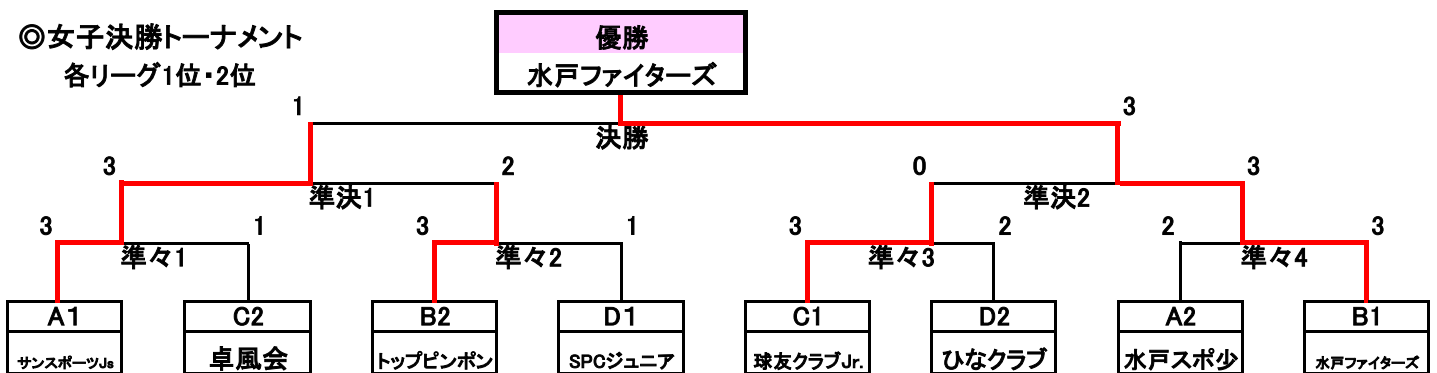 ◎女子決勝トーナメント
優勝
各リーグ1位・2位
水戸ファイターズ
1
3
決勝
3
2
0
3
準決1
準決2
3
1
3
1
3
2
2
3
準々1
準々2
準々3
準々4
A1
C2
B2
D1
C1
D2
A2
B1
サンスポーツJs
卓風会
トップピンポン
SPCジュニア
球友クラブJr.
ひなクラブ
水戸スポ少
水戸ファイターズ